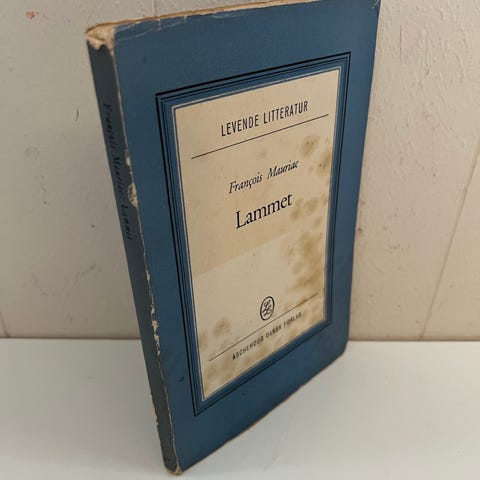 LEVENDE LITTERATUR
François Mauriac
Lammet
ASCHEHOUG DANSK FORLAG
François Mauriac: Lammet